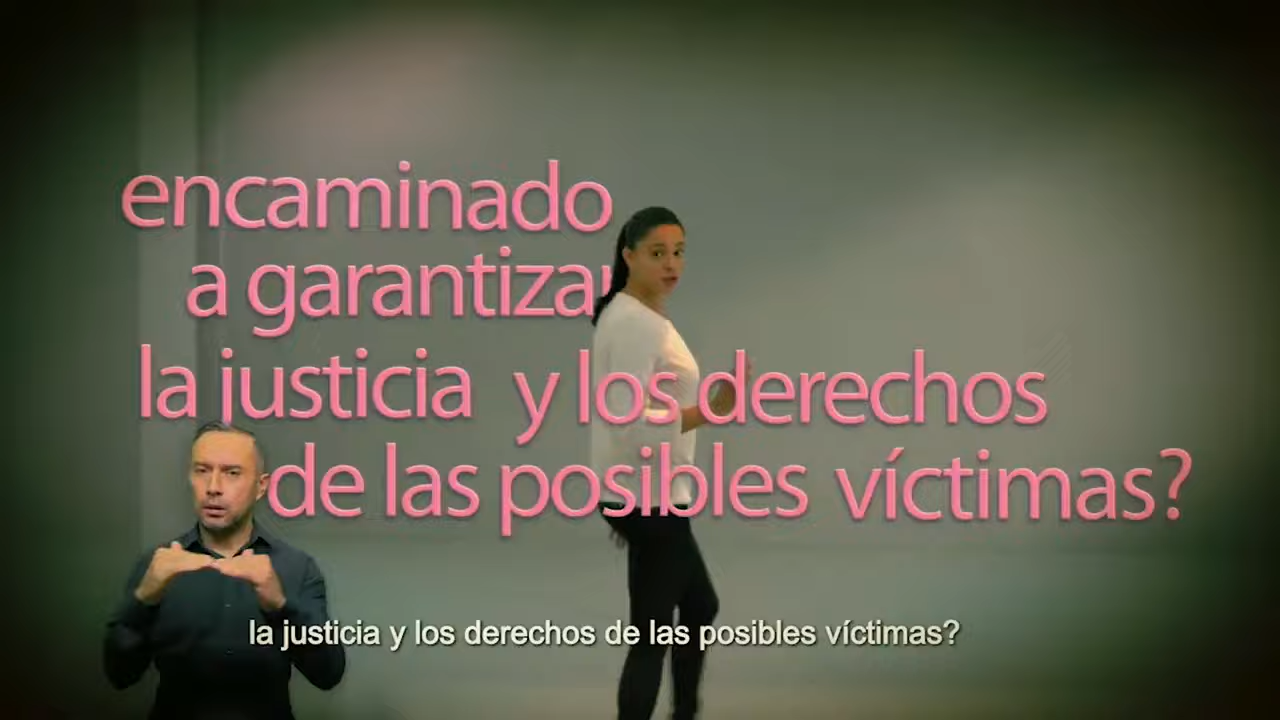 encaminado
a garantizar
la justicia y los derechos
de las posibles víctimas?
la justicia y los derechos de las posibles víctimas?